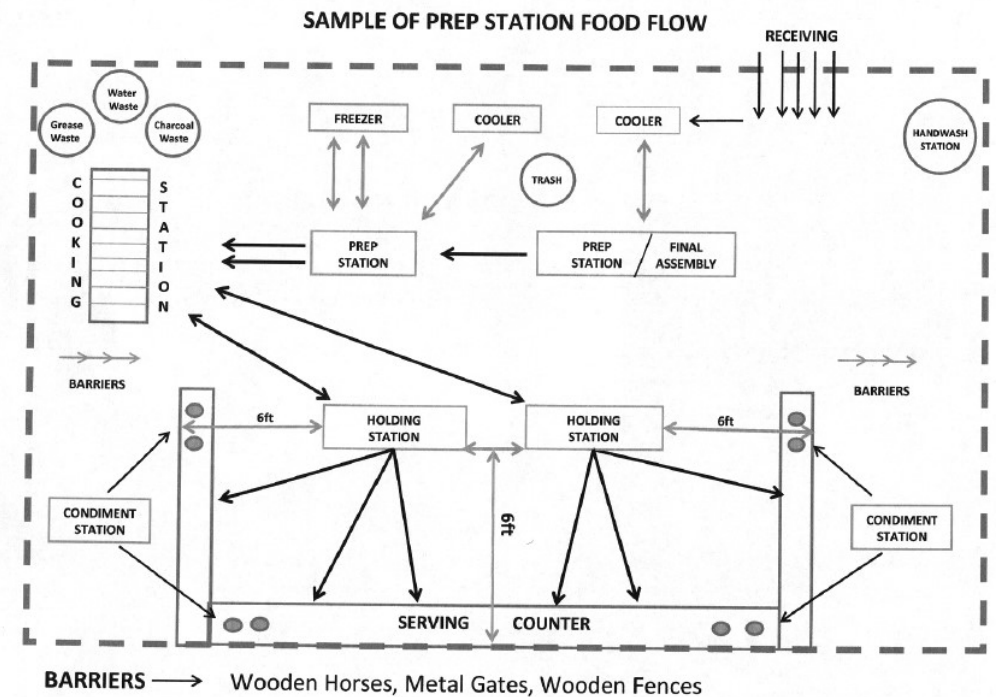 SAMPLE OF PREP STATION FOOD FLOW
RECEIVING
Water
Waste
Grease
Waste
Charcoal
Waste
FREEZER
COOLER
COOLER
HANDWASH
STATION
TRASH
COOKING
STATION
PREP
STATION
PREP
STATION
/
FINAL
ASSEMBLY
BARRIERS
BARRIERS
6ft
HOLDING
STATION
HOLDING
STATION
6ft
6ft
CONDIMENT
STATION
CONDIMENT
STATION
SERVING COUNTER
BARRIERS
Wooden Horses, Metal Gates, Wooden Fences